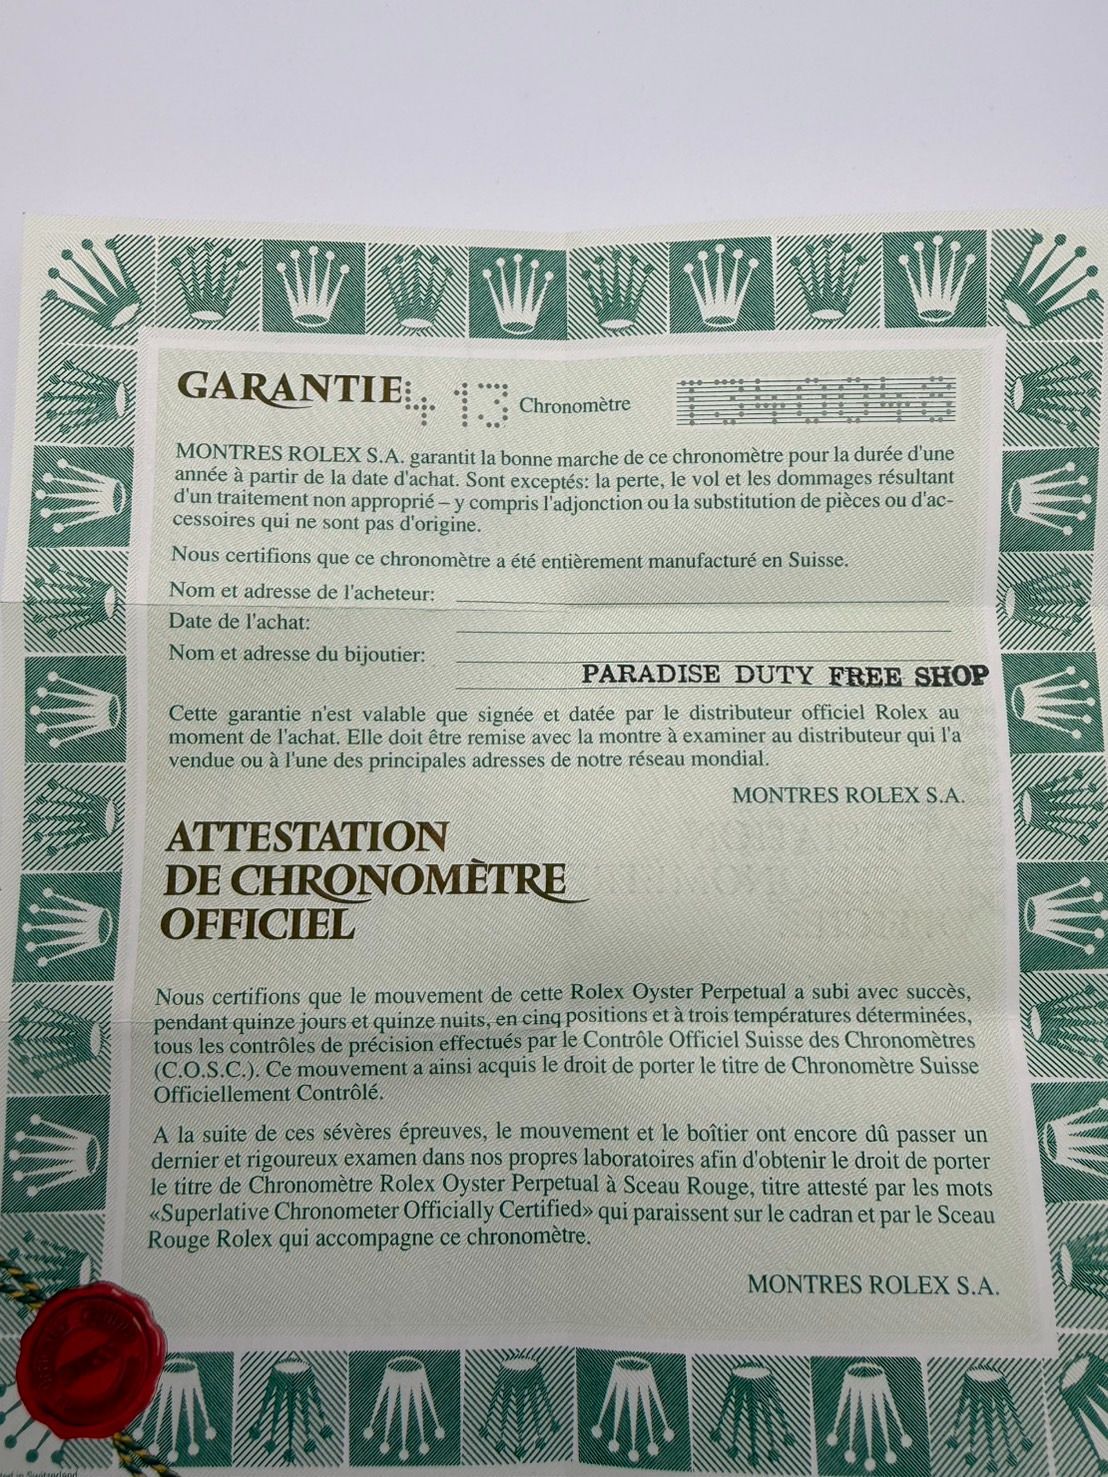 GARANTIE 413 Chronomètre
MONTRES ROLEX S.A. garantit la bonne marche de ce chronomètre pour la durée d'une
année à partir de la date d'achat. Sont exceptés: la perte, le vol et les dommages résultant
d'un traitement non approprié – y compris l'adjonction ou la substitution de pièces ou d'ac-
cessoires qui ne sont pas d'origine.
Nous certifions que ce chronomètre a été entièrement manufacturé en Suisse.
Nom et adresse de l'acheteur:
Date de l'achat:
Nom et adresse du bijoutier:
PARADISE DUTY FREE SHOP
Cette garantie n'est valable que signée et datée par le distributeur officiel Rolex au
moment de l'achat. Elle doit être remise avec la montre à examiner au distributeur qui l'a
vendue ou à l'une des principales adresses de notre réseau mondial.
MONTRES ROLEX S.A.
ATTESTATION
DE CHRONOMÈTRE
OFFICIEL
Nous certifions que le mouvement de cette Rolex Oyster Perpetual a subi avec succès,
pendant quinze jours et quinze nuits, en cinq positions et à trois températures déterminées,
tous les contrôles de précision effectués par le Contrôle Officiel Suisse des Chronomètres
(C.O.S.C.). Ce mouvement a ainsi acquis le droit de porter le titre de Chronomètre Suisse
Officiellement Contrôlé.
A la suite de ces sévères épreuves, le mouvement et le boîtier ont encore dû passer un
dernier et rigoureux examen dans nos propres laboratoires afin d'obtenir le droit de porter
le titre de Chronomètre Rolex Oyster Perpetual à Sceau Rouge, titre attesté par les mots
«Superlative Chronometer Officially Certified» qui paraissent sur le cadran et par le Sceau
Rouge Rolex qui accompagne ce chronomètre.
MONTRES ROLEX S.A.
in Switzerland